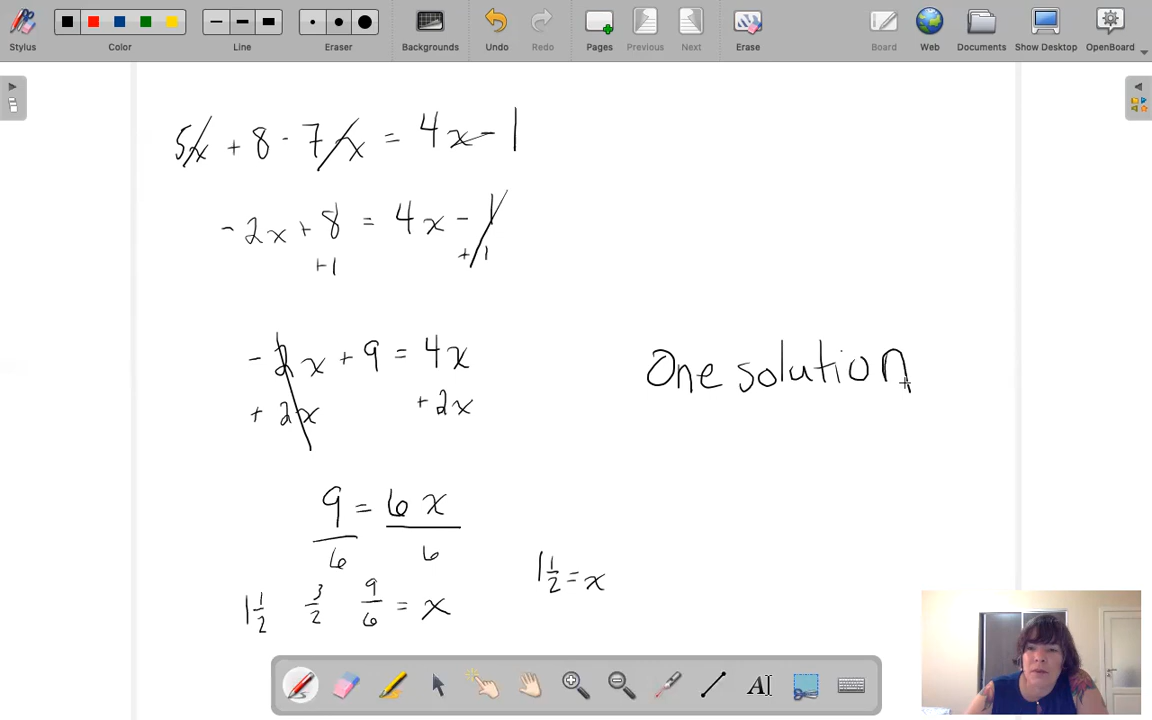 Stylus Color Line Eraser Backgrounds Undo Redo Pages Previous Next Erase Board Web Documents Show Desktop OpenBoard
5x + 8 - 7x = 4x - 1
-2x + 8 = 4x - 1
+1 +1
-2x + 9 = 4x
+ 2x + 2x
One solution
9 = 6x
6 6
1 1/2 = x
1 1/2 3/2 9/6 = x